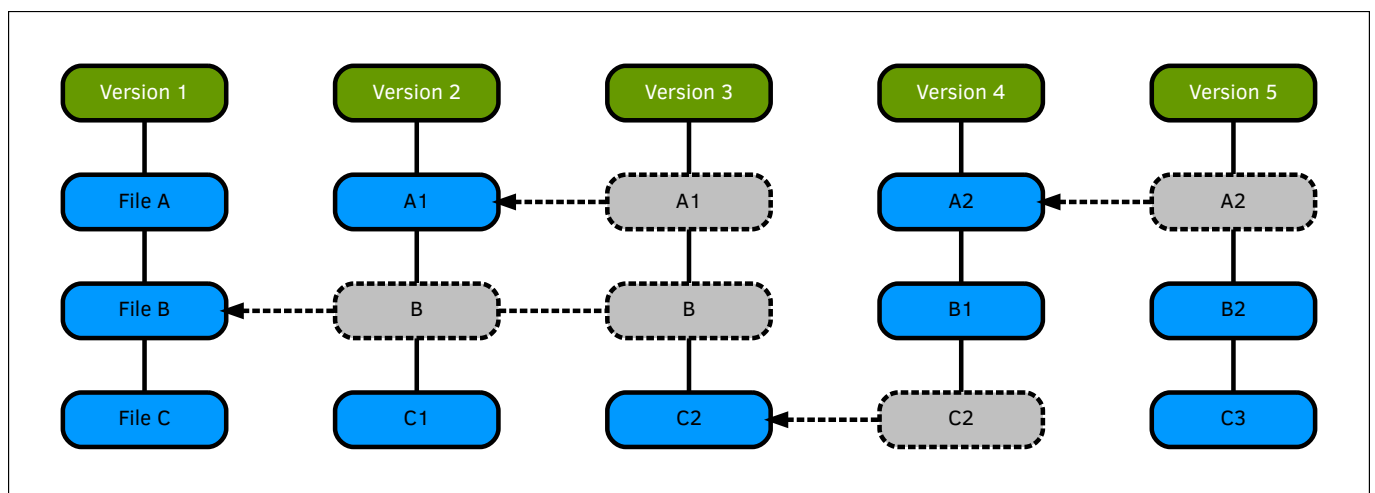 Version 1
Version 2
Version 3
Version 4
Version 5
File A
A1
A1
A2
A2
File B
B
B
B1
B2
File C
C1
C2
C2
C3